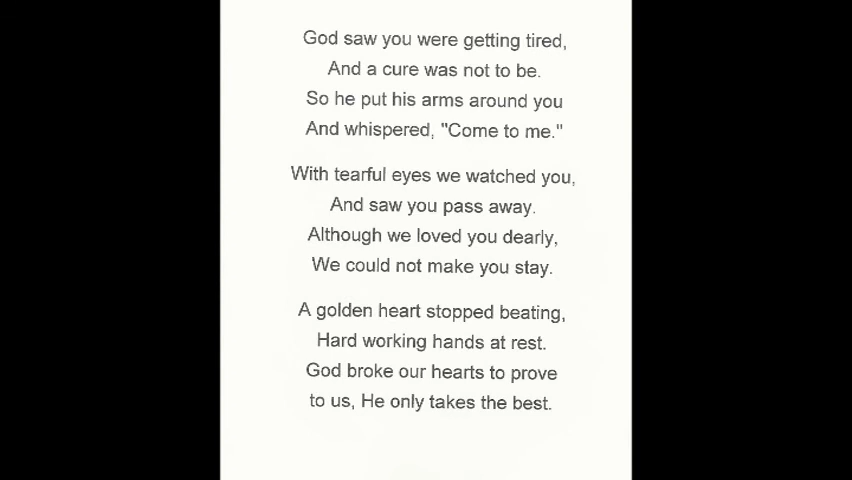 God saw you were getting tired,
And a cure was not to be.
So he put his arms around you
And whispered, "Come to me."
With tearful eyes we watched you,
And saw you pass away.
Although we loved you dearly,
We could not make you stay.
A golden heart stopped beating,
Hard working hands at rest.
God broke our hearts to prove
to us, He only takes the best.